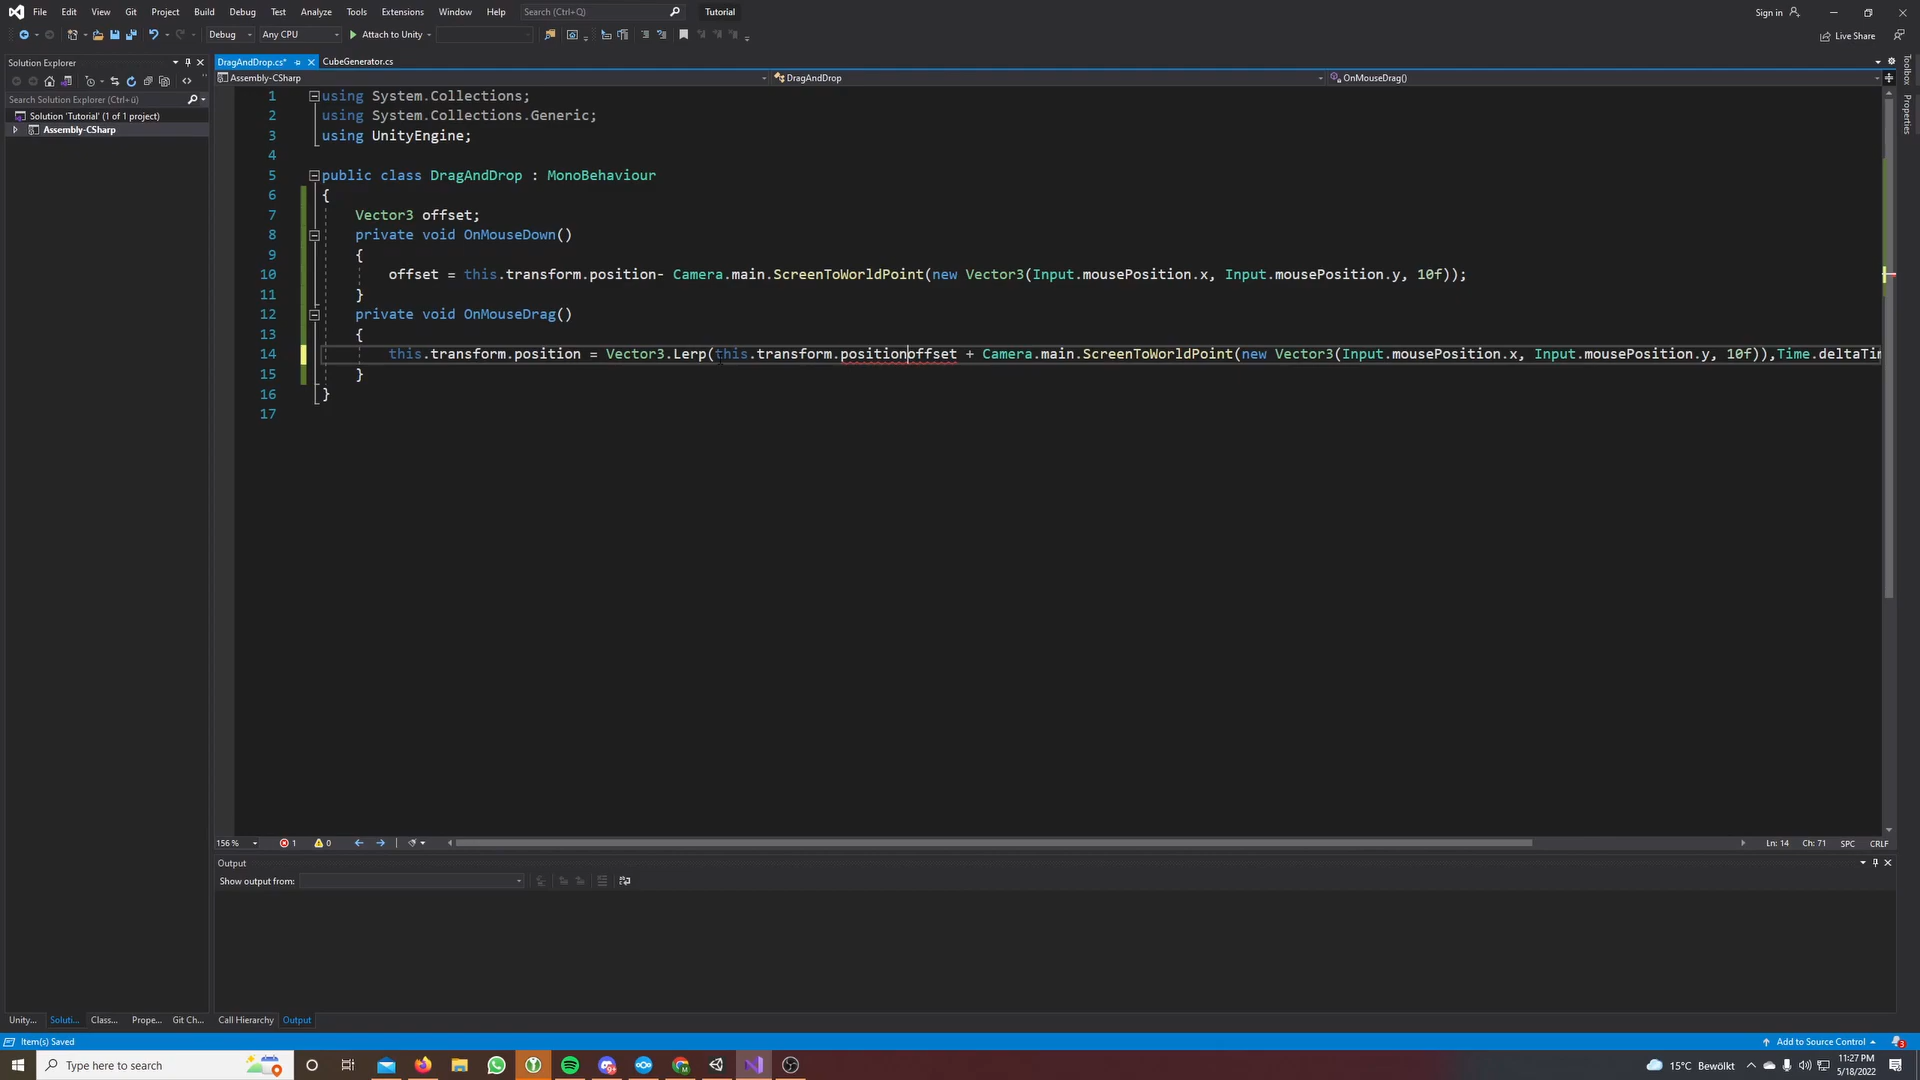 File Edit View Git Project Build Debug Test Analyze Tools Extensions Window Help Search (Ctrl+Q) Tutorial Sign in
Debug Any CPU Attach to Unity Live Share
Solution Explorer
Search Solution Explorer (Ctrl+ü)
Solution 'Tutorial' (1 of 1 project)
Assembly-CSharp
DragAndDrop.cs* CubeGenerator.cs
Assembly-CSharp DragAndDrop OnMouseDrag()
1 using System.Collections;
2 using System.Collections.Generic;
3 using UnityEngine;
4
5 public class DragAndDrop : MonoBehaviour
6 {
7 Vector3 offset;
8 private void OnMouseDown()
9 {
10 offset = this.transform.position- Camera.main.ScreenToWorldPoint(new Vector3(Input.mousePosition.x, Input.mousePosition.y, 10f));
11 }
12 private void OnMouseDrag()
13 {
14 this.transform.position = Vector3.Lerp(this.transform.positionoffset + Camera.main.ScreenToWorldPoint(new Vector3(Input.mousePosition.x, Input.mousePosition.y, 10f)),Time.deltaTim
15 }
16 }
17
Toolbox
Properties
156 % 1 0 Ln: 14 Ch: 71 SPC CRLF
Output
Show output from:
Unity... Soluti... Class... Prope... Git Ch... Call Hierarchy Output
Item(s) Saved Add to Source Control 3
Type here to search 15°C Bewölkt 11:27 PM
5/18/2022